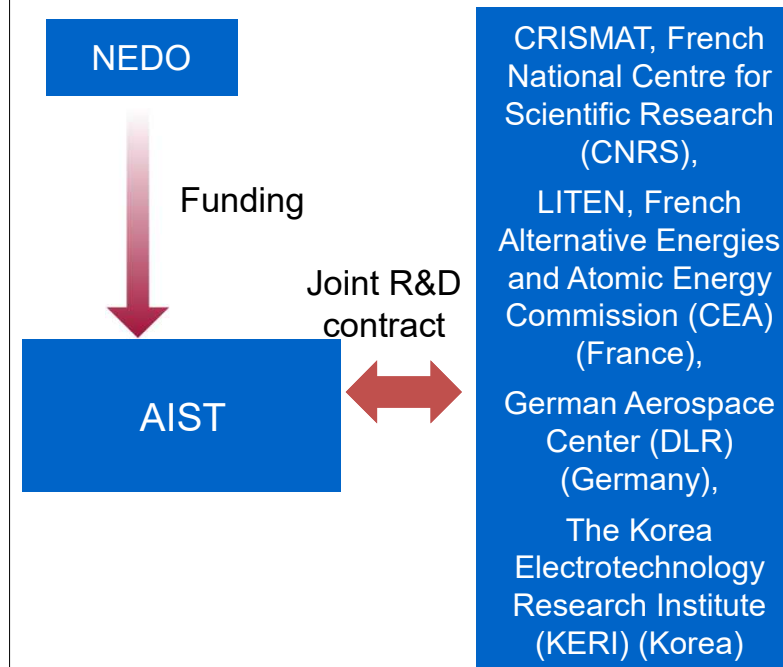 NEDO
Funding
Joint R&D
contract
AIST
CRISMAT, French
National Centre for
Scientific Research
(CNRS),
LITEN, French
Alternative Energies
and Atomic Energy
Commission (CEA)
(France),
German Aerospace
Center (DLR)
(Germany),
The Korea
Electrotechnology
Research Institute
(KERI) (Korea)